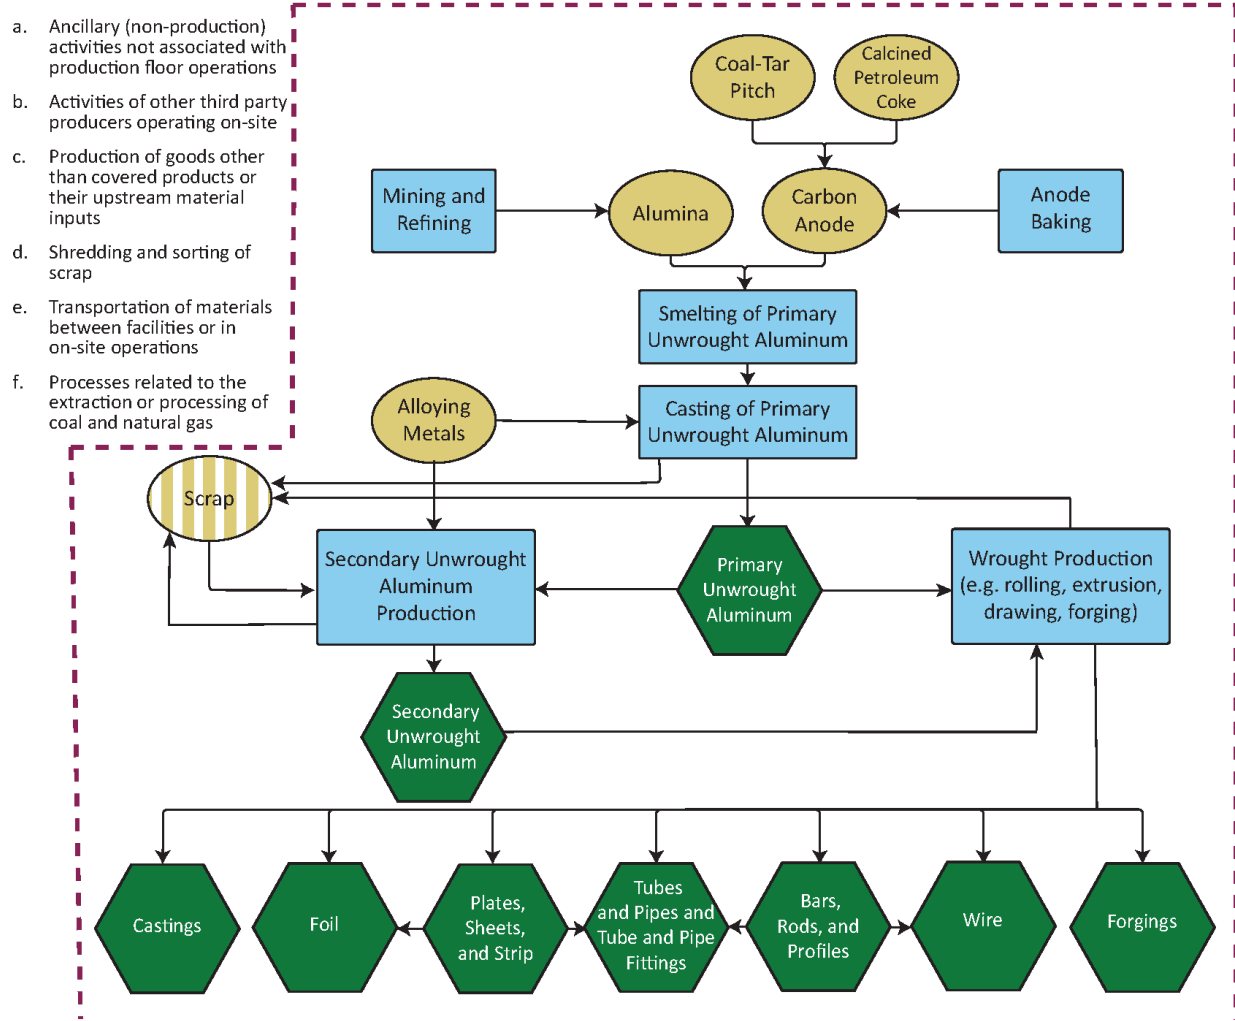 a. Ancillary (non-production)
activities not associated with
production floor operations
b. Activities of other third party
producers operating on-site
c. Production of goods other
than covered products or
their upstream material
inputs
d. Shredding and sorting of
scrap
e. Transportation of materials
between facilities or in
on-site operations
f. Processes related to the
extraction or processing of
coal and natural gas
Coal-Tar
Pitch
Calcined
Petroleum
Coke
Mining and
Refining
Alumina
Carbon
Anode
Anode
Baking
Smelting of Primary
Unwrought Aluminum
Alloying
Metals
Casting of Primary
Unwrought Aluminum
Scrap
Secondary Unwrought
Aluminum
Production
Primary
Unwrought
Aluminum
Wrought Production
(e.g. rolling, extrusion,
drawing, forging)
Secondary
Unwrought
Aluminum
Castings
Foil
Plates,
Sheets,
and Strip
Tubes
and Pipes and
Tube and Pipe
Fittings
Bars,
Rods, and
Profiles
Wire
Forgings